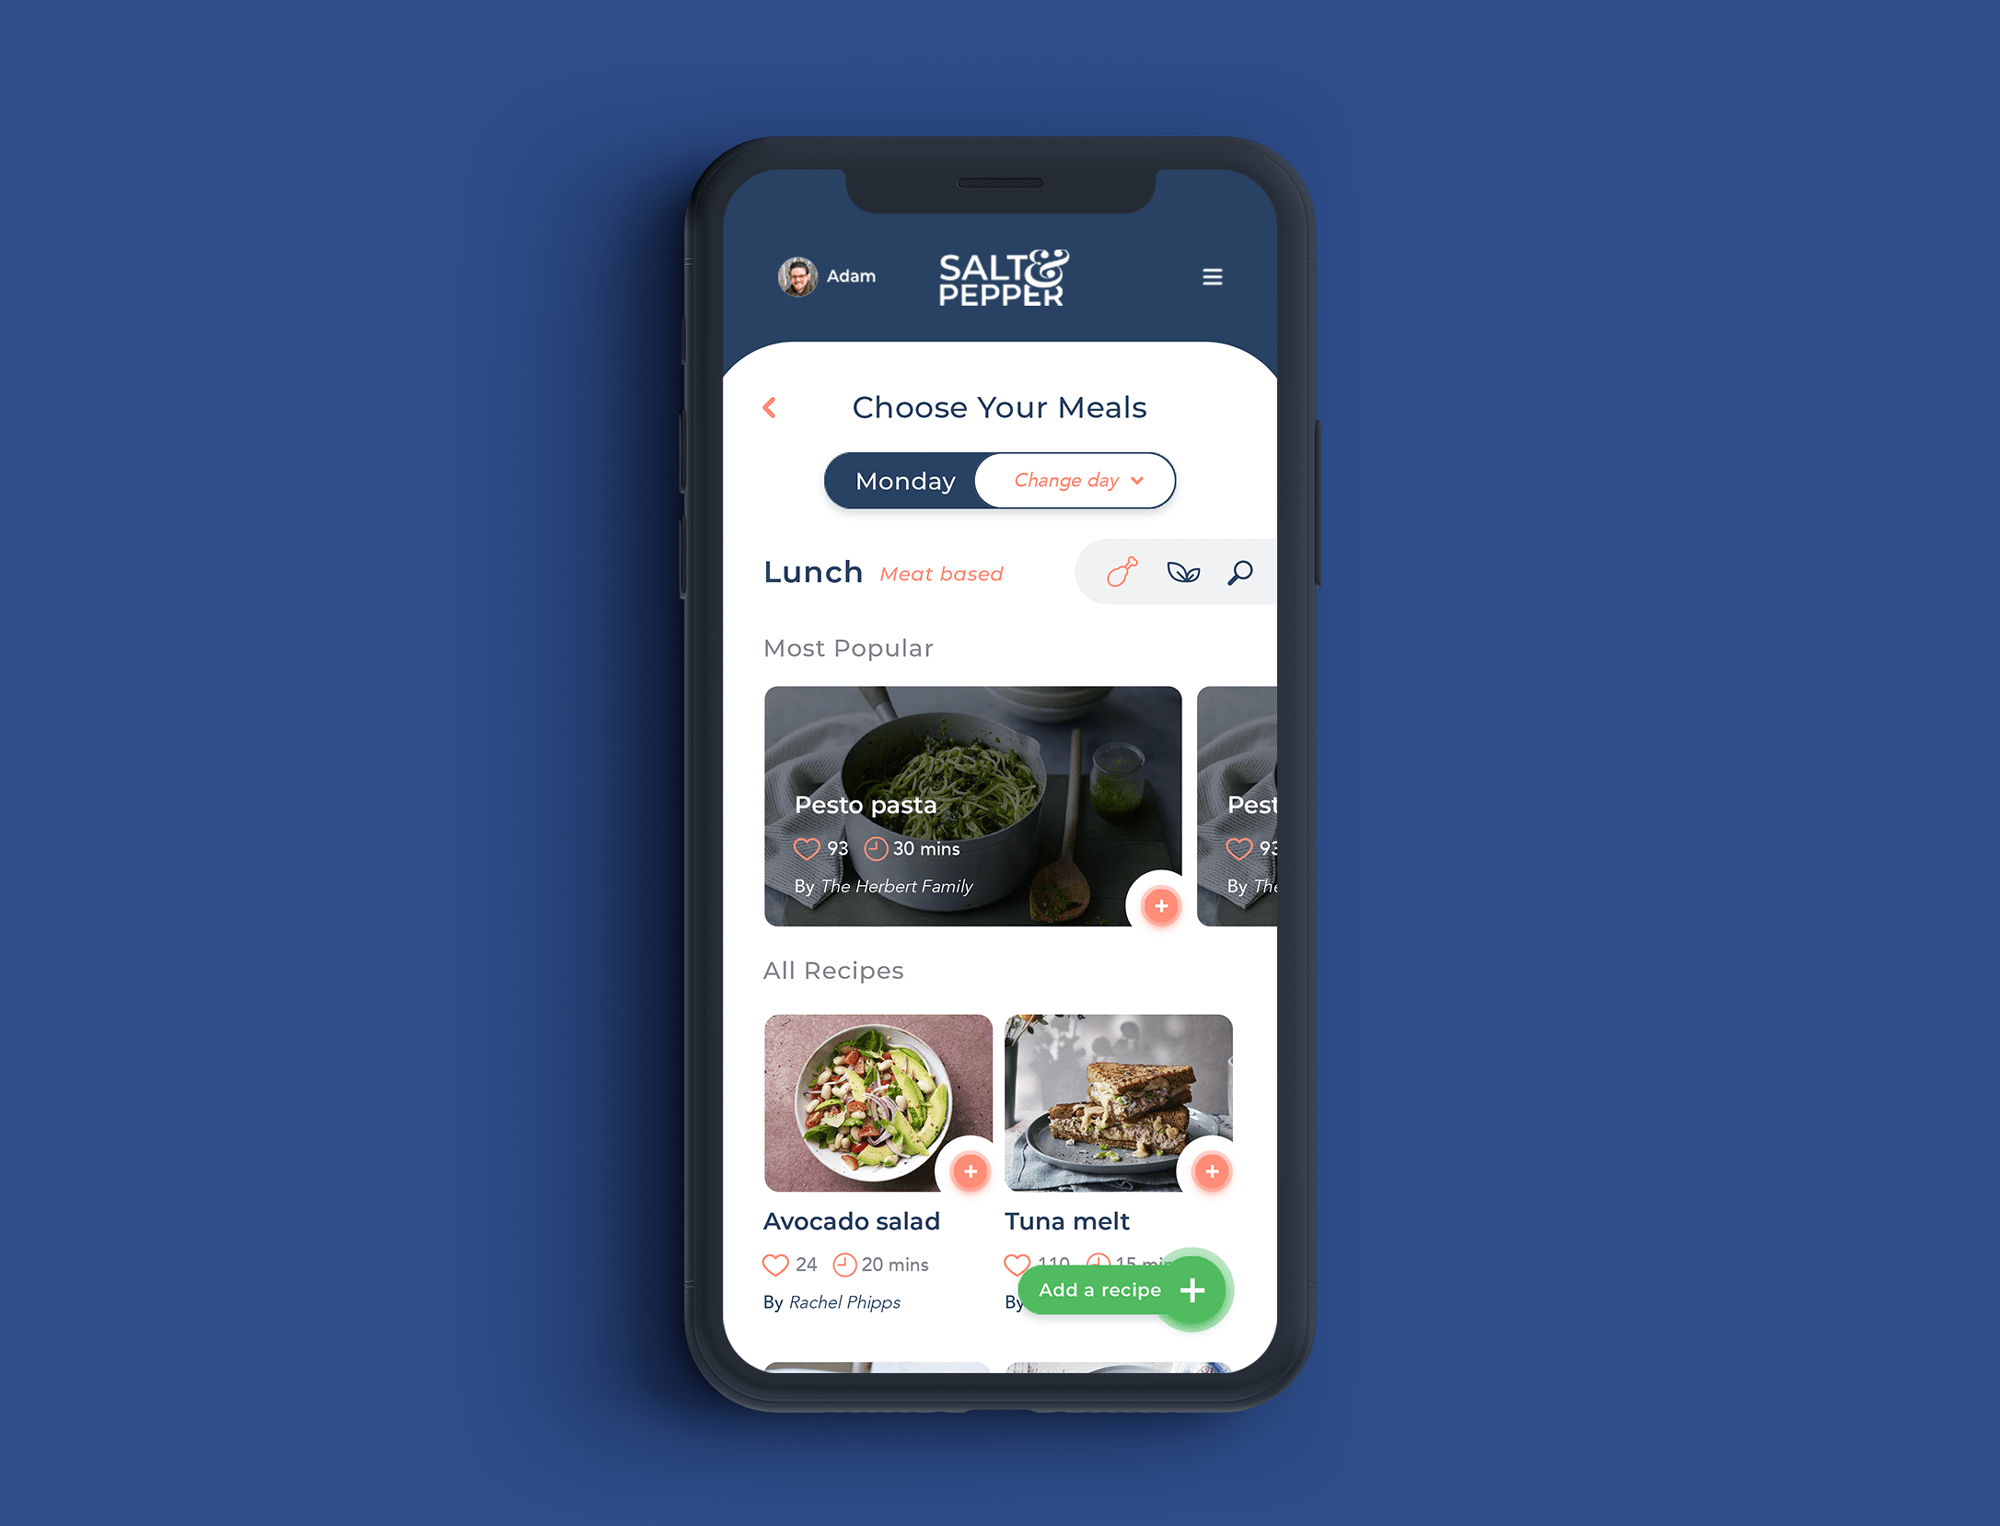 Adam
SALT&
PEPPER
Choose Your Meals
Monday
Change day
Lunch Meat based
Most Popular
Pesto pasta
93 30 mins
By The Herbert Family
Pest
93
By The
All Recipes
Avocado salad
24 20 mins
By Rachel Phipps
Tuna melt
110 15 min
By
Add a recipe